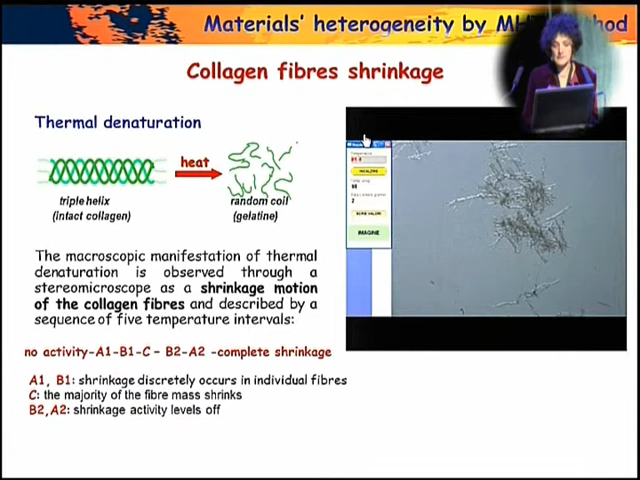 Materials' heterogeneity by MH
hod
Collagen fibres shrinkage
Thermal denaturation
heat
triple helix
(intact collagen)
random coil
(gelatine)
IMAGINE
The macroscopic manifestation of thermal
denaturation is observed through a
stereomicroscope as a shrinkage motion
of the collagen fibres and described by a
sequence of five temperature intervals:
no activity-A1-B1-C - B2-A2 -complete shrinkage
A1, B1: shrinkage discretely occurs in individual fibres
C: the majority of the fibre mass shrinks
B2,A2: shrinkage activity levels off